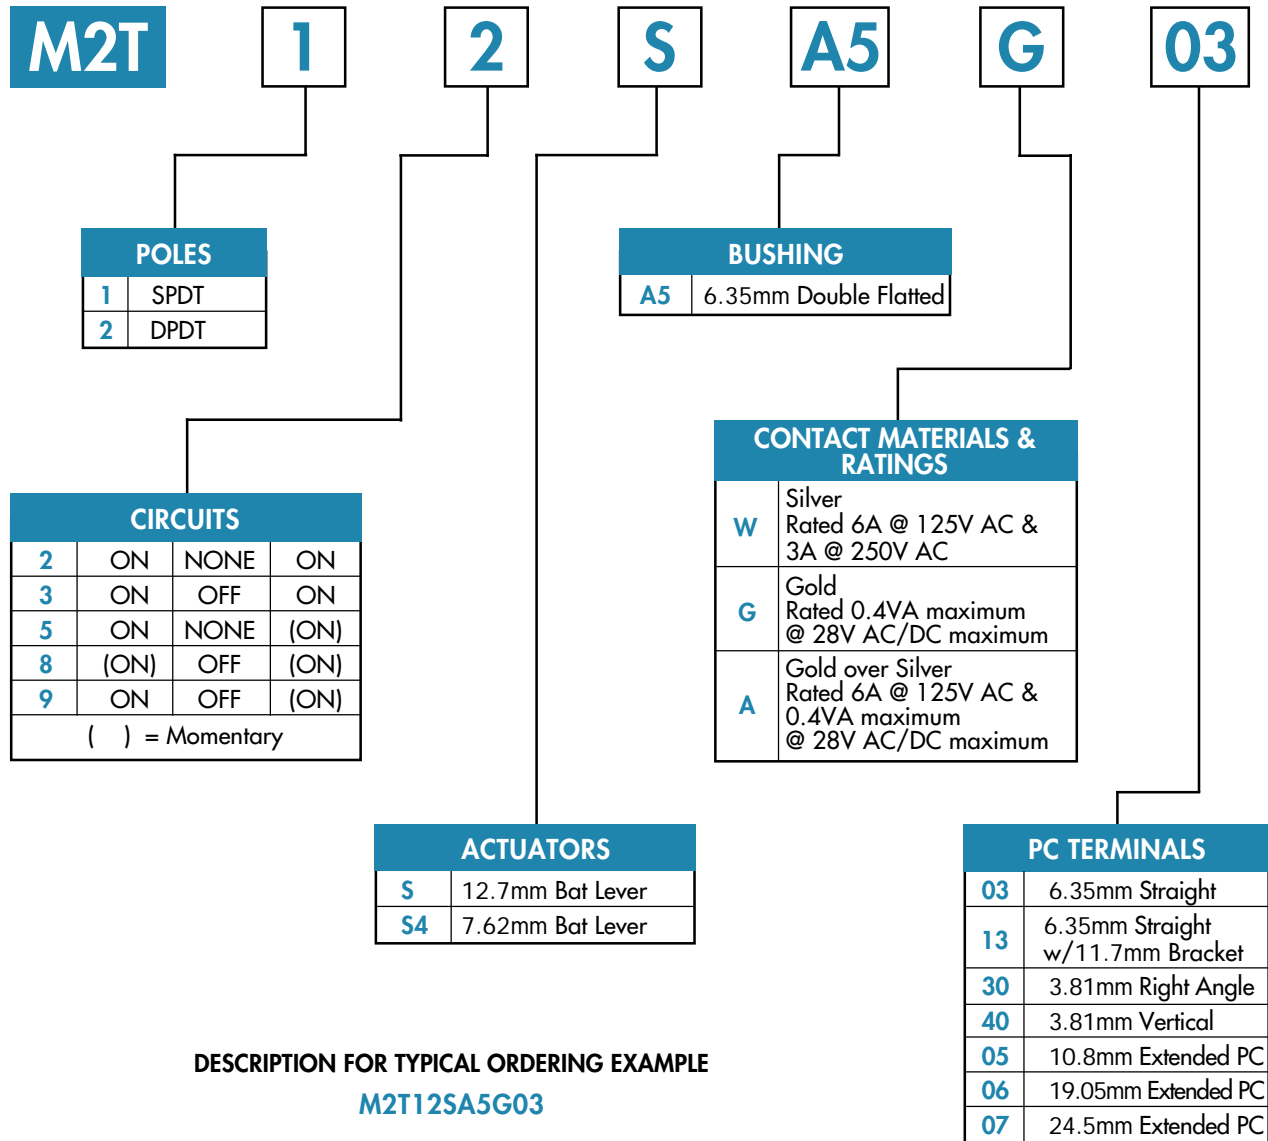 M2T 1 2 S A5 G 03
POLES
1 SPDT
2 DPDT
BUSHING
A5 6.35mm Double Flatted
CIRCUITS
2 ON NONE ON
3 ON OFF ON
5 ON NONE (ON)
8 (ON) OFF (ON)
9 ON OFF (ON)
( ) = Momentary
CONTACT MATERIALS &
RATINGS
W
Silver
Rated 6A @ 125V AC &
3A @ 250V AC
G
Gold
Rated 0.4VA maximum
@ 28V AC/DC maximum
A
Gold over Silver
Rated 6A @ 125V AC &
0.4VA maximum
@ 28V AC/DC maximum
ACTUATORS
S 12.7mm Bat Lever
S4 7.62mm Bat Lever
PC TERMINALS
03 6.35mm Straight
13
6.35mm Straight
w/11.7mm Bracket
30 3.81mm Right Angle
40 3.81mm Vertical
05 10.8mm Extended PC
06 19.05mm Extended PC
07 24.5mm Extended PC
DESCRIPTION FOR TYPICAL ORDERING EXAMPLE
M2T12SA5G03